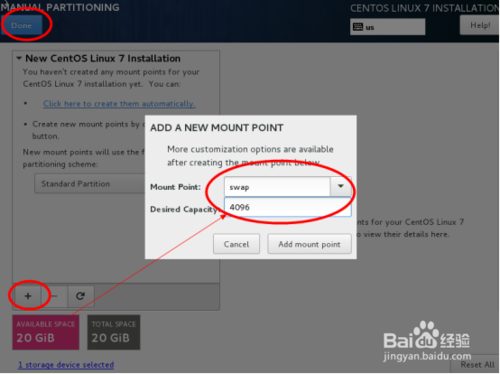 MANUAL PARTITIONING
CENTOS LINUX 7 INSTALLATION
Done
us
Help!
New CentOS Linux 7 Installation
You haven't created any mount points for your
CentOS Linux 7 installation yet. You can:
Click here to create them automatically.
Create new mount points by c
button.
New mount points will use the f
partitioning scheme:
Standard Partition
ADD A NEW MOUNT POINT
More customization options are available
after creating the mount point below.
Mount Point:
swap
Desired Capacity
4096
Cancel
Add mount point
nts for your CentOS Linux 7
o view their details here.
+ −
AVAILABLE SPACE
20 GiB
TOTAL SPACE
20 GiB
1 storage device selected
Reset All
Bai du 经验
jingyan.baidu.com